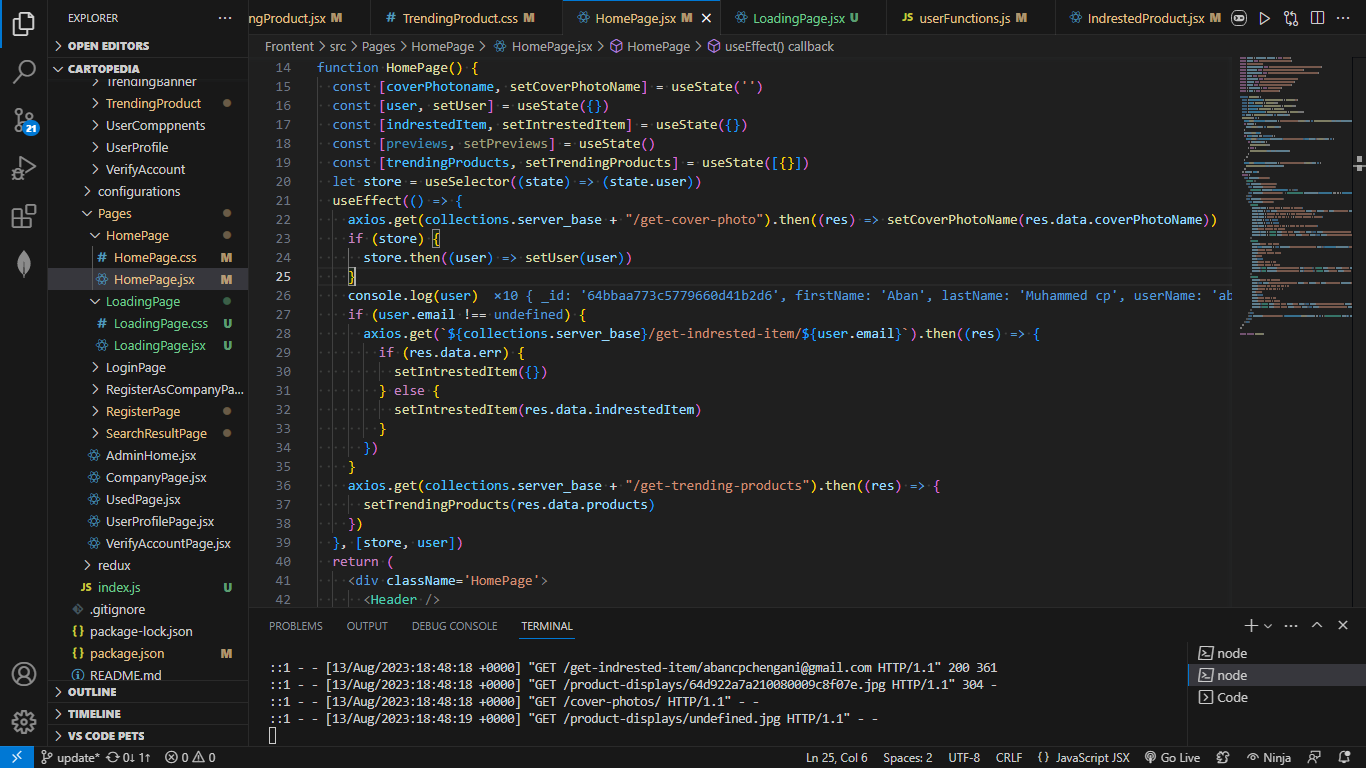 EXPLORER
OPEN EDITORS
CARTOPEDIA
TrendingBanner
TrendingProduct
UserComppnents
UserProfile
VerifyAccount
configurations
Pages
HomePage
# HomePage.css M
HomePage.jsx M
LoadingPage
# LoadingPage.css U
LoadingPage.jsx U
LoginPage
RegisterAsCompanyPa...
RegisterPage
SearchResultPage
AdminHome.jsx
CompanyPage.jsx
UsedPage.jsx
UserProfilePage.jsx
VerifyAccountPage.jsx
redux
JS index.js U
.gitignore
{} package-lock.json
{} package.json M
README.md
OUTLINE
TIMELINE
VS CODE PETS
21
ngProduct.jsx M
# TrendingProduct.css M
HomePage.jsx M
LoadingPage.jsx U
JS userFunctions.js M
IndrestedProduct.jsx M
Frontent > src > Pages > HomePage > HomePage.jsx > HomePage > useEffect() callback
14 function HomePage() {
15 const [coverPhotoname, setCoverPhotoName] = useState('')
16 const [user, setUser] = useState({})
17 const [indrestedItem, setIntrestedItem] = useState({})
18 const [previews, setPreviews] = useState()
19 const [trendingProducts, setTrendingProducts] = useState([{}])
20 let store = useSelector((state) => (state.user))
21 useEffect(() => {
22 axios.get(collections.server_base + "/get-cover-photo").then((res) => setCoverPhotoName(res.data.coverPhotoName))
23 if (store) {
24 store.then((user) => setUser(user))
25 }
26 console.log(user) ×10 { _id: '64bbaa773c5779660d41b2d6', firstName: 'Aban', lastName: 'Muhammed cp', userName: 'ab
27 if (user.email !== undefined) {
28 axios.get(`${collections.server_base}/get-indrested-item/${user.email}`).then((res) => {
29 if (res.data.err) {
30 setIntrestedItem({})
31 } else {
32 setIntrestedItem(res.data.indrestedItem)
33 }
34 })
35 }
36 axios.get(collections.server_base + "/get-trending-products").then((res) => {
37 setTrendingProducts(res.data.products)
38 })
39 }, [store, user])
40 return (
41 <div className='HomePage'>
42 <Header />
PROBLEMS OUTPUT DEBUG CONSOLE TERMINAL
::1 - - [13/Aug/2023:18:48:18 +0000] "GET /get-indrested-item/abancpchengani@gmail.com HTTP/1.1" 200 361
::1 - - [13/Aug/2023:18:48:18 +0000] "GET /product-displays/64d922a7a210080009c8f07e.jpg HTTP/1.1" 304 -
::1 - - [13/Aug/2023:18:48:18 +0000] "GET /cover-photos/ HTTP/1.1" - -
::1 - - [13/Aug/2023:18:48:19 +0000] "GET /product-displays/undefined.jpg HTTP/1.1" - -
node
node
Code
update* 0↓ 1↑ 0 0 Ln 25, Col 6 Spaces: 2 UTF-8 CRLF {} JavaScript JSX Go Live Ninja